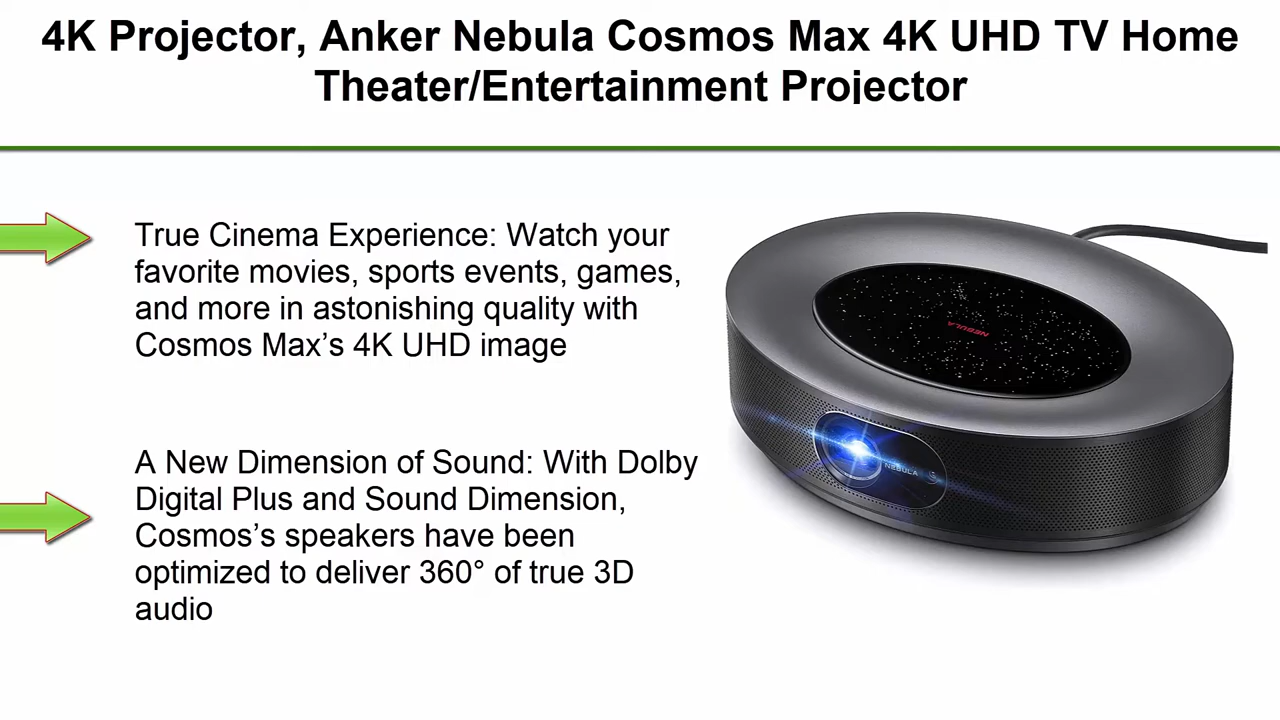 4K Projector, Anker Nebula Cosmos Max 4K UHD TV Home
Theater/Entertainment Projector
True Cinema Experience: Watch your
favorite movies, sports events, games,
and more in astonishing quality with
Cosmos Max’s 4K UHD image
NEBULA
NEBULA
A New Dimension of Sound: With Dolby
Digital Plus and Sound Dimension,
Cosmos’s speakers have been
optimized to deliver 360° of true 3D
audio